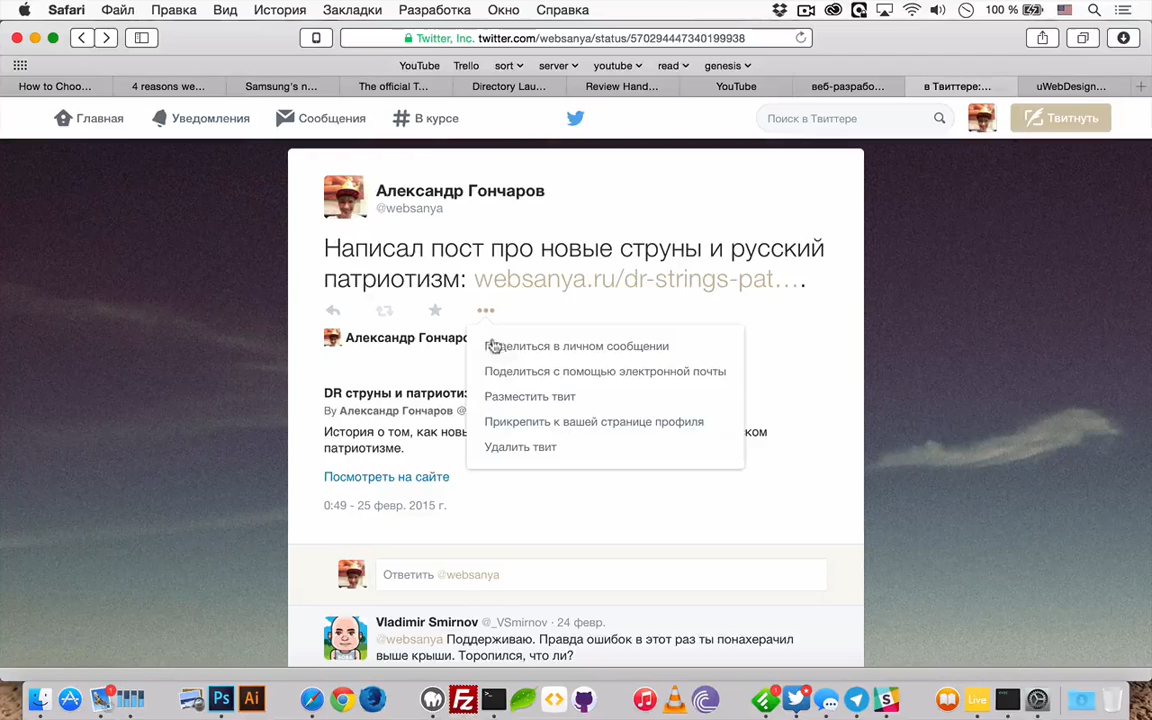 Safari Файл Правка Вид История Закладки Разработка Окно Справка 100 %
Twitter, Inc. twitter.com/websanya/status/570294447340199938
YouTube Trello sort server youtube read genesis
How to Choo... 4 reasons we... Samsung's n... The official T... Directory Lau... Review Hand... YouTube веб-разрабо... в Твиттере:... uWebDesign...
Главная Уведомления Сообщения В курсе Поиск в Твиттере Твитнуть
Александр Гончаров
@websanya
Написал пост про новые струны и русский
патриотизм: websanya.ru/dr-strings-pat... .
Александр Гончаро
Поделиться в личном сообщении
Поделиться с помощью электронной почты
Разместить твит
Прикрепить к вашей странице профиля
Удалить твит
DR струны и патриоти
By Александр Гончаров @
История о том, как новы ком
патриотизме.
Посмотреть на сайте
0:49 - 25 февр. 2015 г.
Ответить @websanya
Vladimir Smirnov @_VSmirnov · 24 февр.
@websanya Поддерживаю. Правда ошибок в этот раз ты понахерачил
выше крыши. Торопился, что ли?
Ps Ai Fz Live